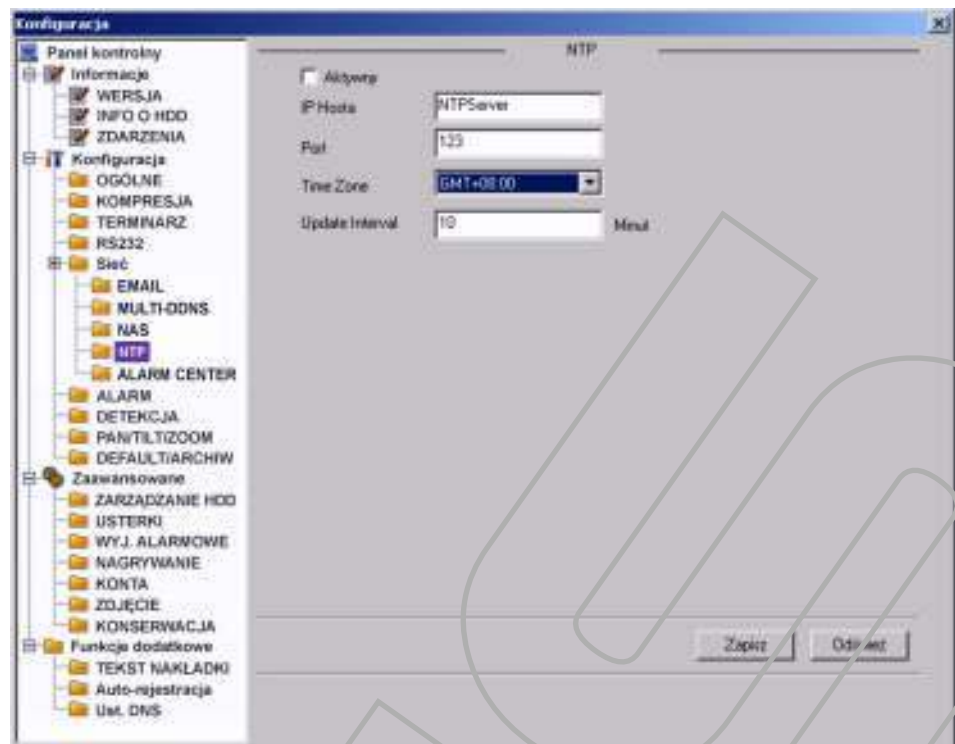 Konfiguracja
Panel kontrolny
Informacje
WERSJA
INFO O HDD
ZDARZENIA
Konfiguracja
OGÓLNE
KOMPRESJA
TERMINARZ
RS232
Sieć
EMAIL
MULTI-DDNS
NAS
NTP
ALARM CENTER
ALARM
DETEKCJA
PAN/TILT/ZOOM
DEFAULT/ARCHIW
Zaawansowane
ZARZĄDZANIE HDD
USTERKI
WYJ. ALARMOWE
NAGRYWANIE
KONTA
ZDJĘCIE
KONSERWACJA
Funkcje dodatkowe
TEKST NAKŁADKI
Auto-rejestracja
Ust. DNS
NTP
Aktywny
IP Hosta NTPServer
Port 123
Time Zone GMT+08:00
Update Interval 10 Minut
Zapisz Odśwież